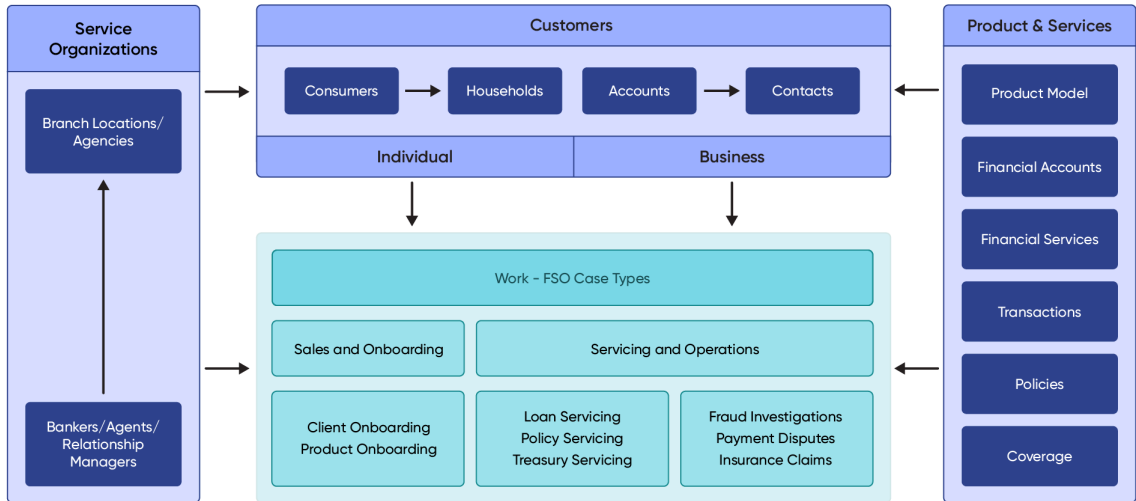 Service
Organizations
Branch Locations/
Agencies
Bankers/Agents/
Relationship
Managers
Customers
Consumers
Households
Accounts
Contacts
Individual
Business
Work - FSO Case Types
Sales and Onboarding
Servicing and Operations
Client Onboarding
Product Onboarding
Loan Servicing
Policy Servicing
Treasury Servicing
Fraud Investigations
Payment Disputes
Insurance Claims
Product & Services
Product Model
Financial Accounts
Financial Services
Transactions
Policies
Coverage